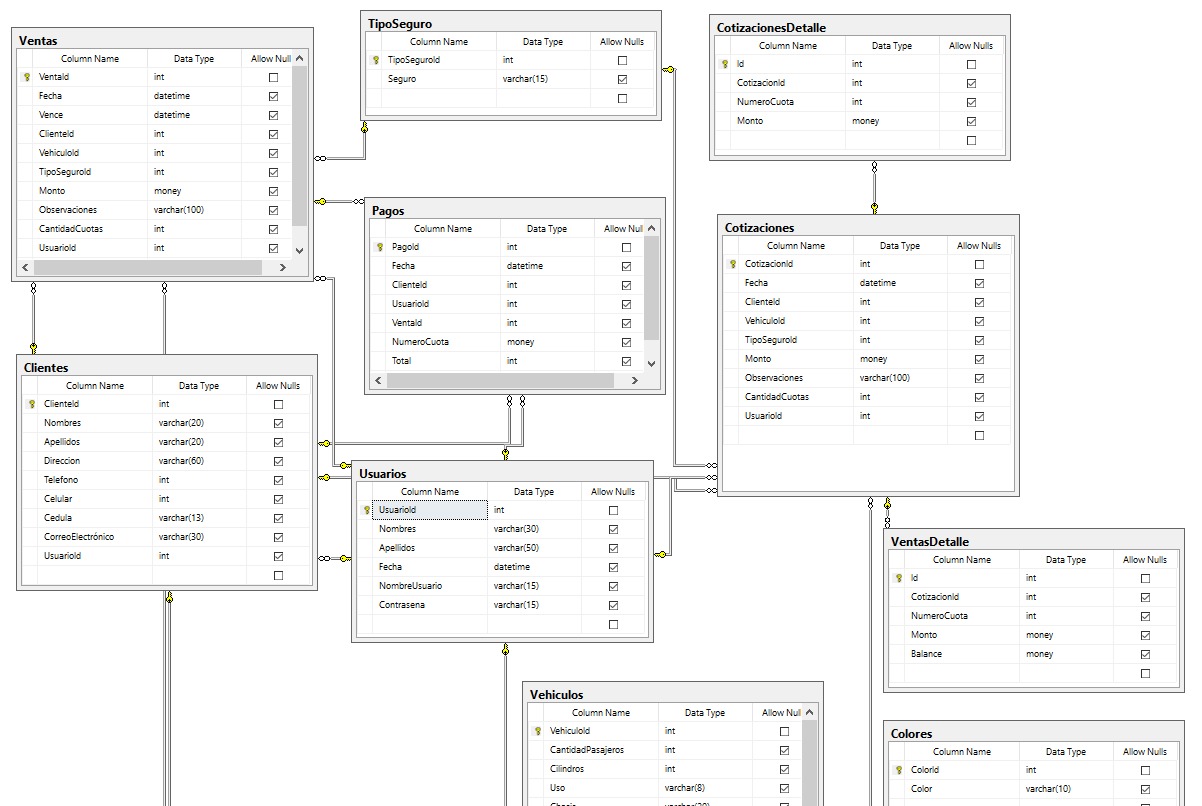 Ventas
Column Name Data Type Allow Nul
VentaId int
Fecha datetime
Vence datetime
ClienteId int
VehiculoId int
TipoSeguroId int
Monto money
Observaciones varchar(100)
CantidadCuotas int
UsuarioId int
TipoSeguro
Column Name Data Type Allow Nulls
TipoSeguroId int
Seguro varchar(15)
CotizacionesDetalle
Column Name Data Type Allow Nulls
Id int
CotizacionId int
NumeroCuota int
Monto money
Pagos
Column Name Data Type Allow Nul
PagoId int
Fecha datetime
ClienteId int
UsuarioId int
VentaId int
NumeroCuota money
Total int
Cotizaciones
Column Name Data Type Allow Nulls
CotizacionId int
Fecha datetime
ClienteId int
VehiculoId int
TipoSeguroId int
Monto money
Observaciones varchar(100)
CantidadCuotas int
UsuarioId int
Clientes
Column Name Data Type Allow Nulls
ClienteId int
Nombres varchar(20)
Apellidos varchar(20)
Direccion varchar(60)
Telefono int
Celular int
Cedula varchar(13)
CorreoElectrónico varchar(30)
UsuarioId int
Usuarios
Column Name Data Type Allow Nulls
UsuarioId int
Nombres varchar(30)
Apellidos varchar(50)
Fecha datetime
NombreUsuario varchar(15)
Contrasena varchar(15)
VentasDetalle
Column Name Data Type Allow Nulls
Id int
CotizacionId int
NumeroCuota int
Monto money
Balance money
Vehiculos
Column Name Data Type Allow Nul
VehiculoId int
CantidadPasajeros int
Cilindros int
Uso varchar(8)
Colores
Column Name Data Type Allow Nulls
ColorId int
Color varchar(10)